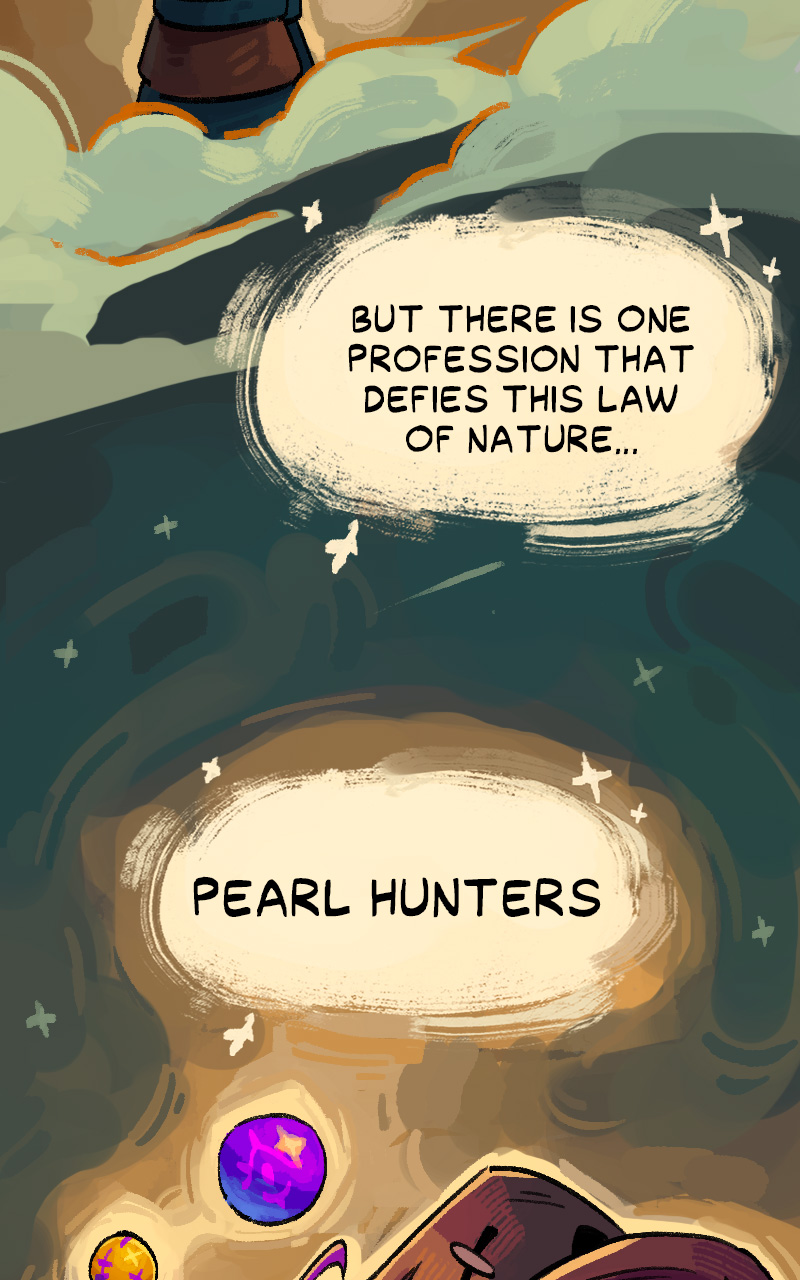 BUT THERE IS ONE
PROFESSION THAT
DEFIES THIS LAW
OF NATURE...
PEARL HUNTERS